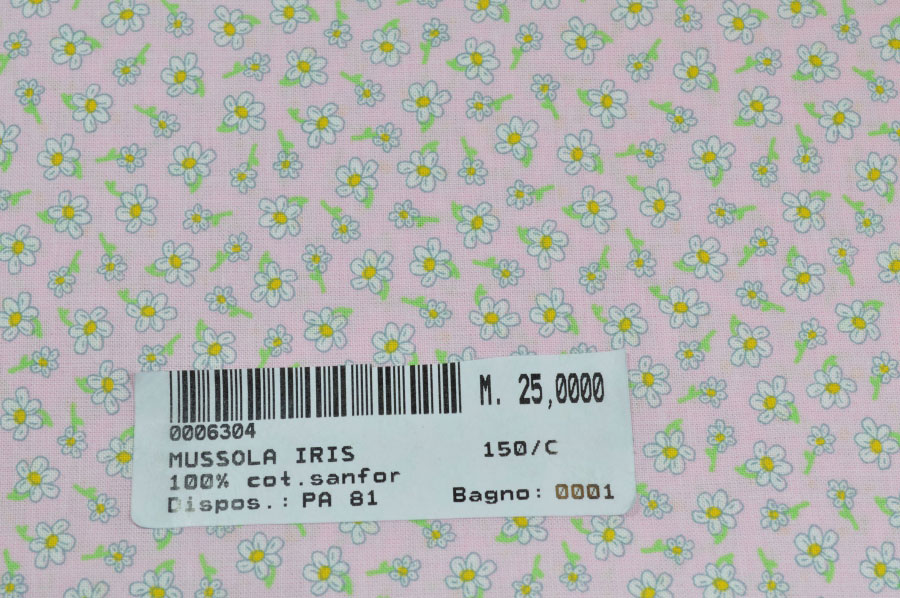 M. 25,0000
0006304
MUSSOLA IRIS 150/C
100% cot.sanfor
Dispos.: PA 81 Bagno: 0001